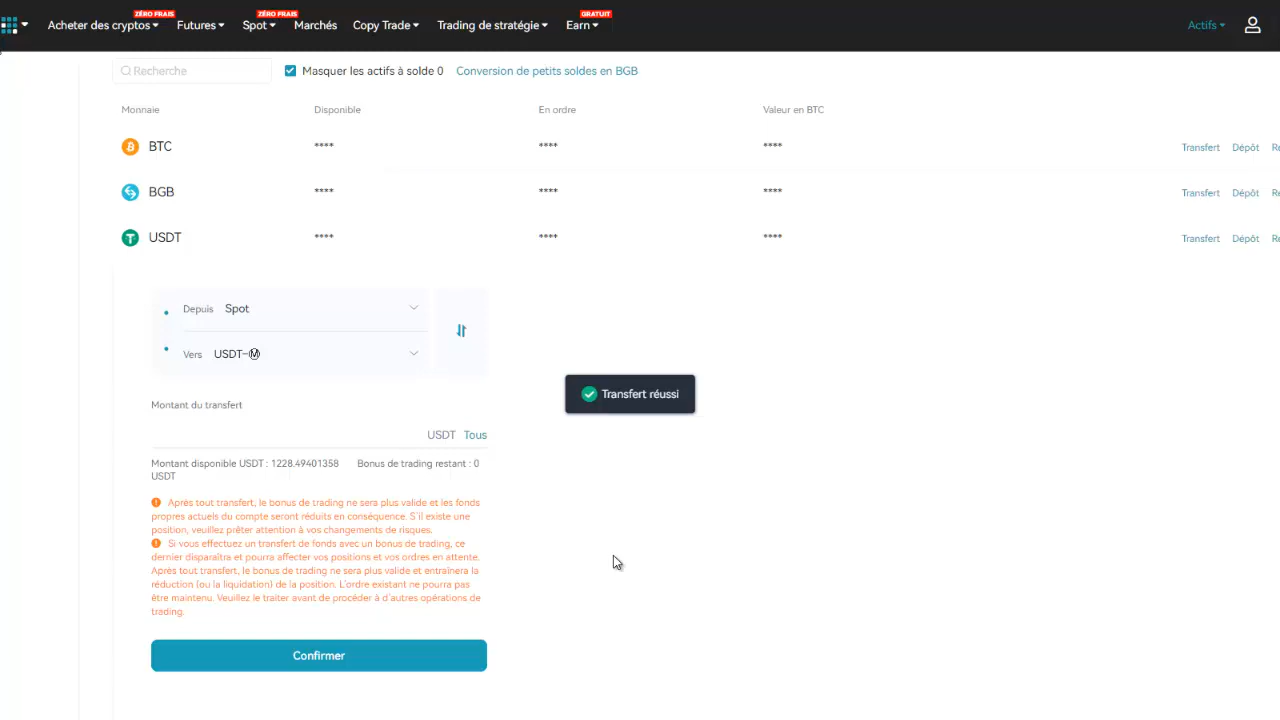 ZÉRO FRAIS ZÉRO FRAIS GRATUIT
Acheter des cryptos Futures Spot Marchés Copy Trade Trading de stratégie Earn Actifs
Recherche Masquer les actifs à solde 0 Conversion de petits soldes en BGB
Monnaie Disponible En ordre Valeur en BTC
BTC **** **** **** Transfert Dépôt Re
BGB **** **** **** Transfert Dépôt Re
USDT **** **** **** Transfert Dépôt Re
Depuis Spot
Vers USDT-Ⓜ
Transfert réussi
Montant du transfert
USDT Tous
Montant disponible USDT : 1228.49401358 Bonus de trading restant : 0
USDT
Après tout transfert, le bonus de trading ne sera plus valide et les fonds
propres actuels du compte seront réduits en conséquence. S'il existe une
position, veuillez prêter attention à vos changements de risques.
Si vous effectuez un transfert de fonds avec un bonus de trading, ce
dernier disparaîtra et pourra affecter vos positions et vos ordres en attente.
Après tout transfert, le bonus de trading ne sera plus valide et entraînera la
réduction (ou la liquidation) de la position. L'ordre existant ne pourra pas
être maintenu. Veuillez le traiter avant de procéder à d'autres opérations de
trading.
Confirmer